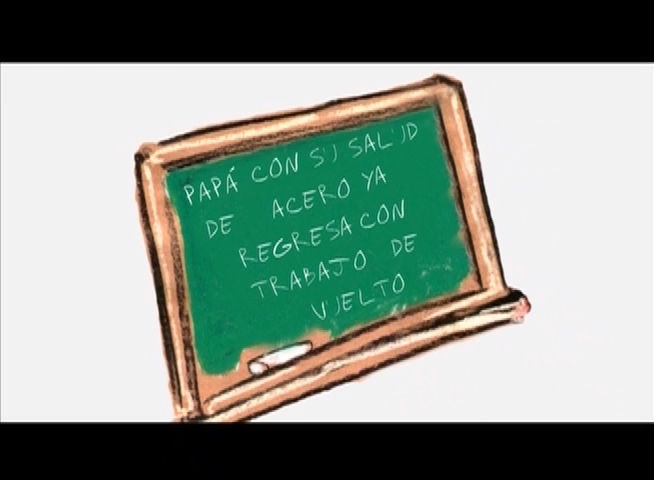 PAPÁ CON SU SALUD
DE ACERO YA
REGRESA CON
TRABAJO DE
VUELTO